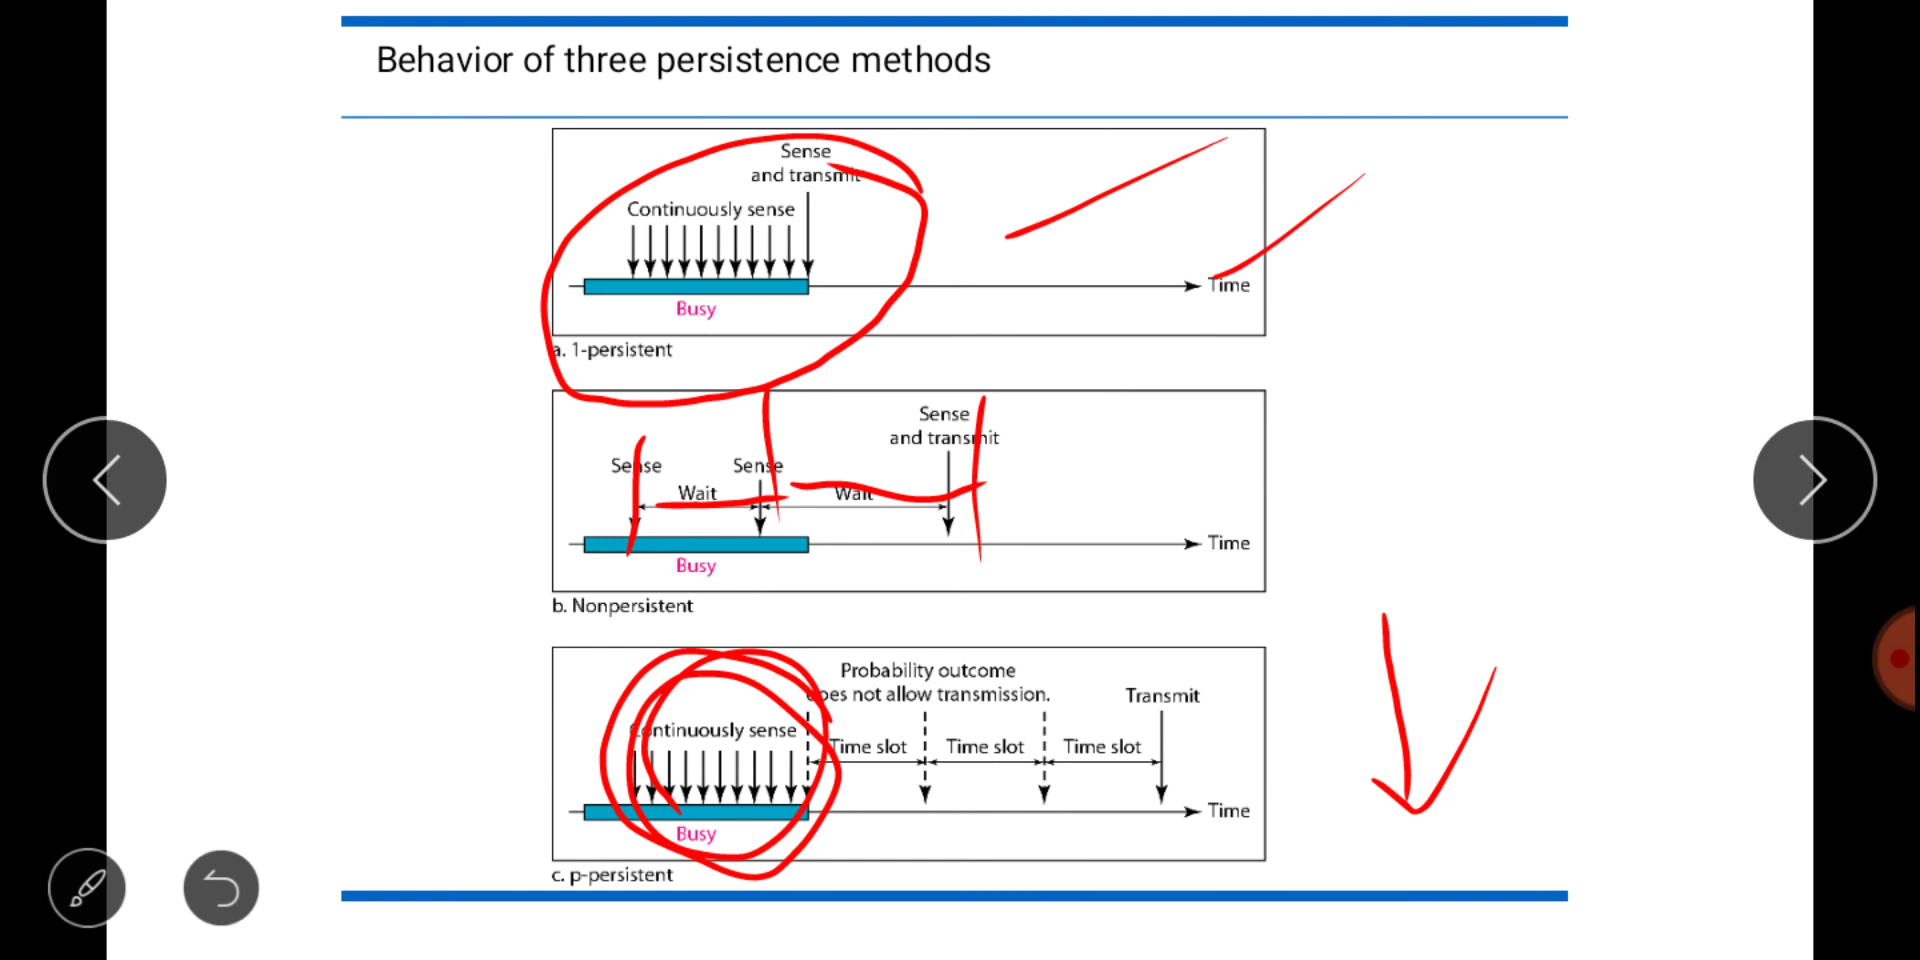 Behavior of three persistence methods
Sense
and transmit
Continuously sense
Busy
Time
a. 1-persistent
Sense
and transmit
Sense
Sense
Wait
Wait
Busy
Time
b. Nonpersistent
Probability outcome
does not allow transmission.
Transmit
Continuously sense
Time slot
Time slot
Time slot
Busy
Time
c. p-persistent